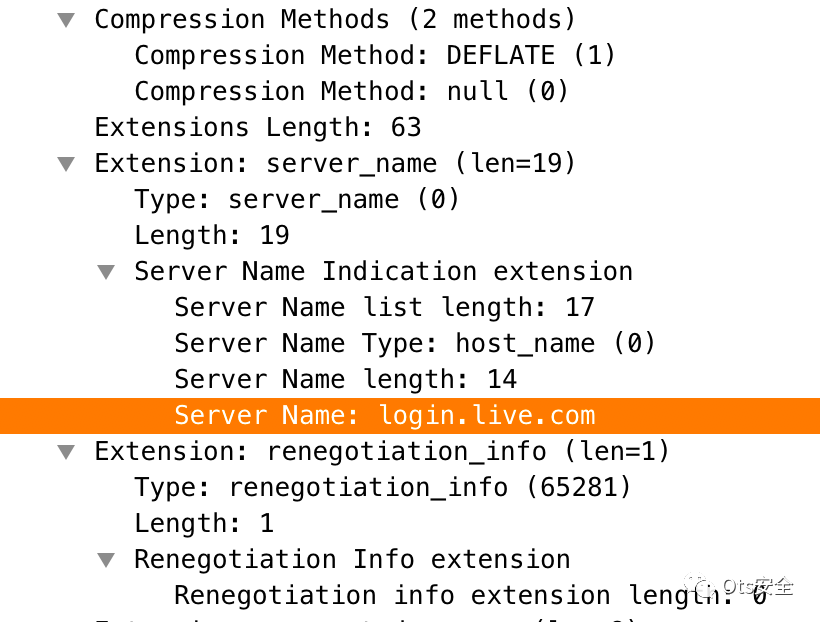 Compression Methods (2 methods)
Compression Method: DEFLATE (1)
Compression Method: null (0)
Extensions Length: 63
Extension: server_name (len=19)
Type: server_name (0)
Length: 19
Server Name Indication extension
Server Name list length: 17
Server Name Type: host_name (0)
Server Name length: 14
Server Name: login.live.com
Extension: renegotiation_info (len=1)
Type: renegotiation_info (65281)
Length: 1
Renegotiation Info extension
Renegotiation info extension length: 0
Ots安全